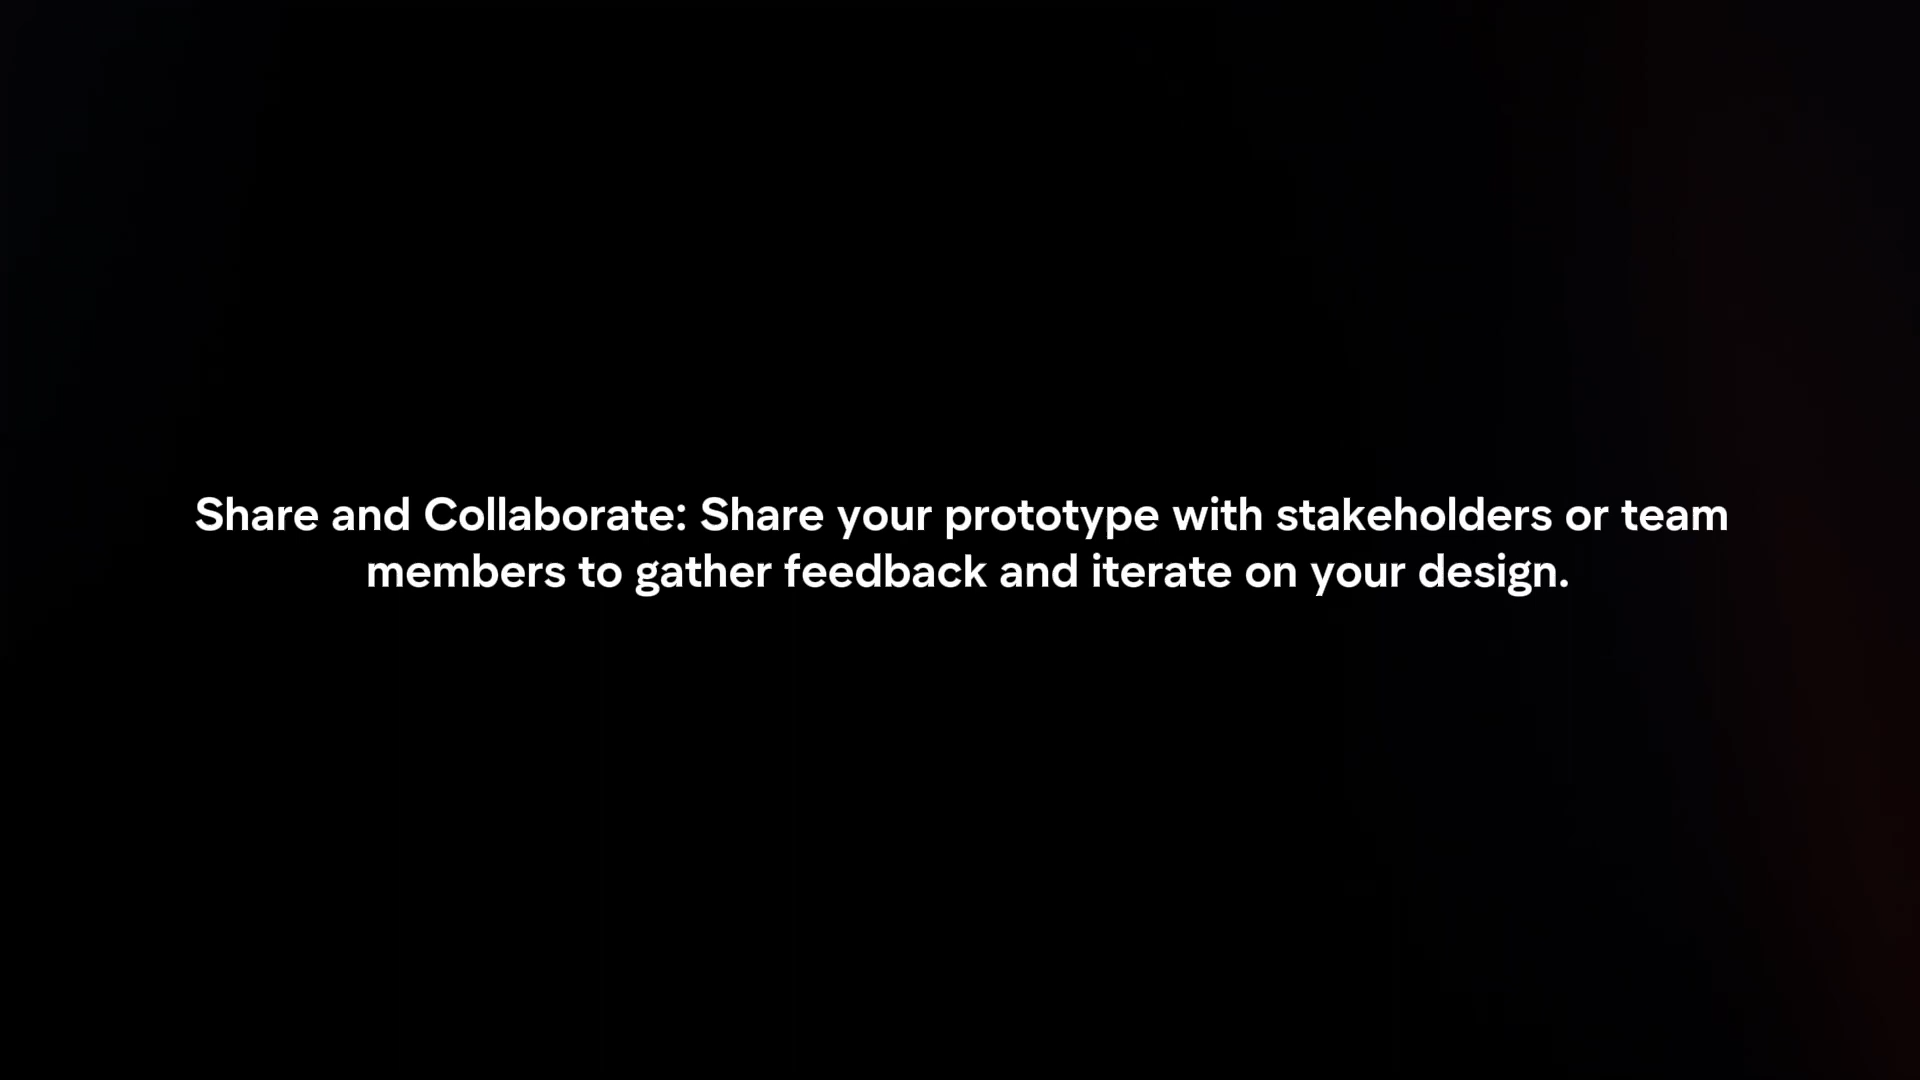 Share and Collaborate: Share your prototype with stakeholders or team
members to gather feedback and iterate on your design.